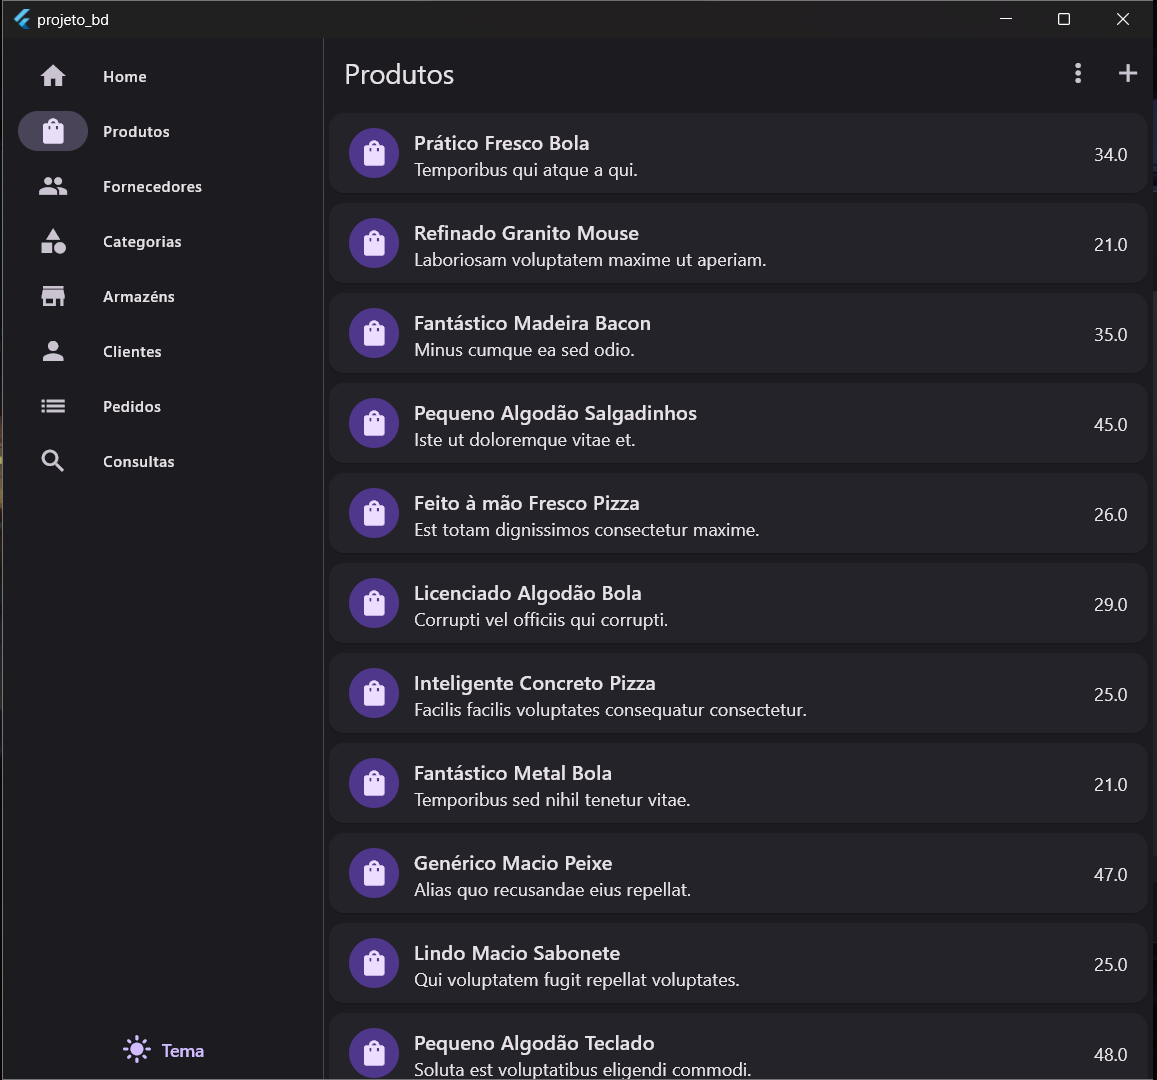 projeto_bd
Home
Produtos
Fornecedores
Categorias
Armazéns
Clientes
Pedidos
Consultas
Tema
Produtos
Prático Fresco Bola
Temporibus qui atque a qui.
34.0
Refinado Granito Mouse
Laboriosam voluptatem maxime ut aperiam.
21.0
Fantástico Madeira Bacon
Minus cumque ea sed odio.
35.0
Pequeno Algodão Salgadinhos
Iste ut doloremque vitae et.
45.0
Feito à mão Fresco Pizza
Est totam dignissimos consectetur maxime.
26.0
Licenciado Algodão Bola
Corrupti vel officiis qui corrupti.
29.0
Inteligente Concreto Pizza
Facilis facilis voluptates consequatur consectetur.
25.0
Fantástico Metal Bola
Temporibus sed nihil tenetur vitae.
21.0
Genérico Macio Peixe
Alias quo recusandae eius repellat.
47.0
Lindo Macio Sabonete
Qui voluptatem fugit repellat voluptates.
25.0
Pequeno Algodão Teclado
Soluta est voluptatibus eligendi commodi.
48.0